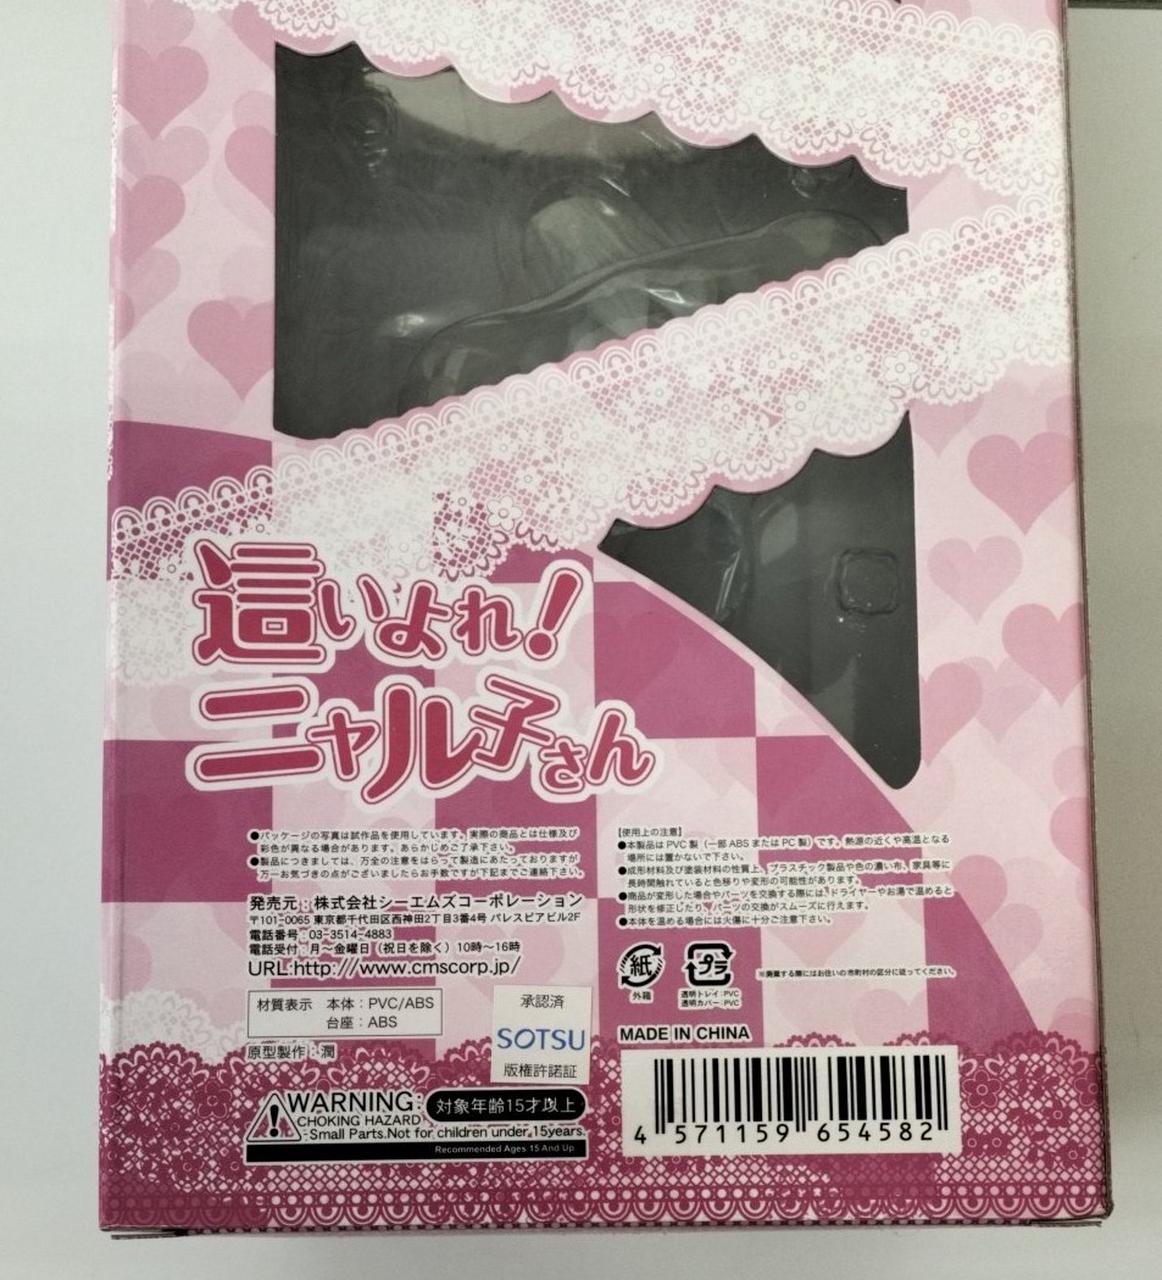 這いよれ!
ニャル子さん
●パッケージの写真は試作品を使用しています。実際の商品とは仕様及び
彩色が異なる場合があります。あらかじめご了承下さい。
●製品につきましては、万全の注意をはらって製造にあたっておりますが
万一お気づきの点がございましたらお手数ですが下記までご連絡下さい。
発売元：株式会社シーエムズコーポレーション
〒101-0065 東京都千代田区西神田2丁目3番4号 パレスピアビル2F
電話番号：03-3514-4883
電話受付：月～金曜日（祝日を除く）10時～16時
URL:http://www.cmscorp.jp/
材質表示　本体：PVC/ABS
台座：ABS
原型製作：潤
承認済
SOTSU
版権許諾証
WARNING:
CHOKING HAZARD
-Small Parts.Not for children under 15years.
対象年齢15才以上
Recommended Ages 15 And Up
【使用上の注意】
●本製品はPVC製（一部ABSまたはPC製）です。熱源の近くや高温となる
場所には置かないで下さい。
●成形材料及び塗装材料の性質上、プラスチック製品や色の濃い布、家具等に
長時間触れていると色移りや変形の可能性があります。
●商品が変形した場合やパーツを交換する際には、ドライヤーやお湯で温めると
形状を修正したり、パーツの交換がスムーズに行えます。
●本体を温める場合には火傷に十分ご注意下さい。
紙
外箱
プラ
透明トレイ：PVC
透明カバー：PVC
※廃棄する際にはお住いの市町村の区分に従ってください。
MADE IN CHINA
4 571159 654582